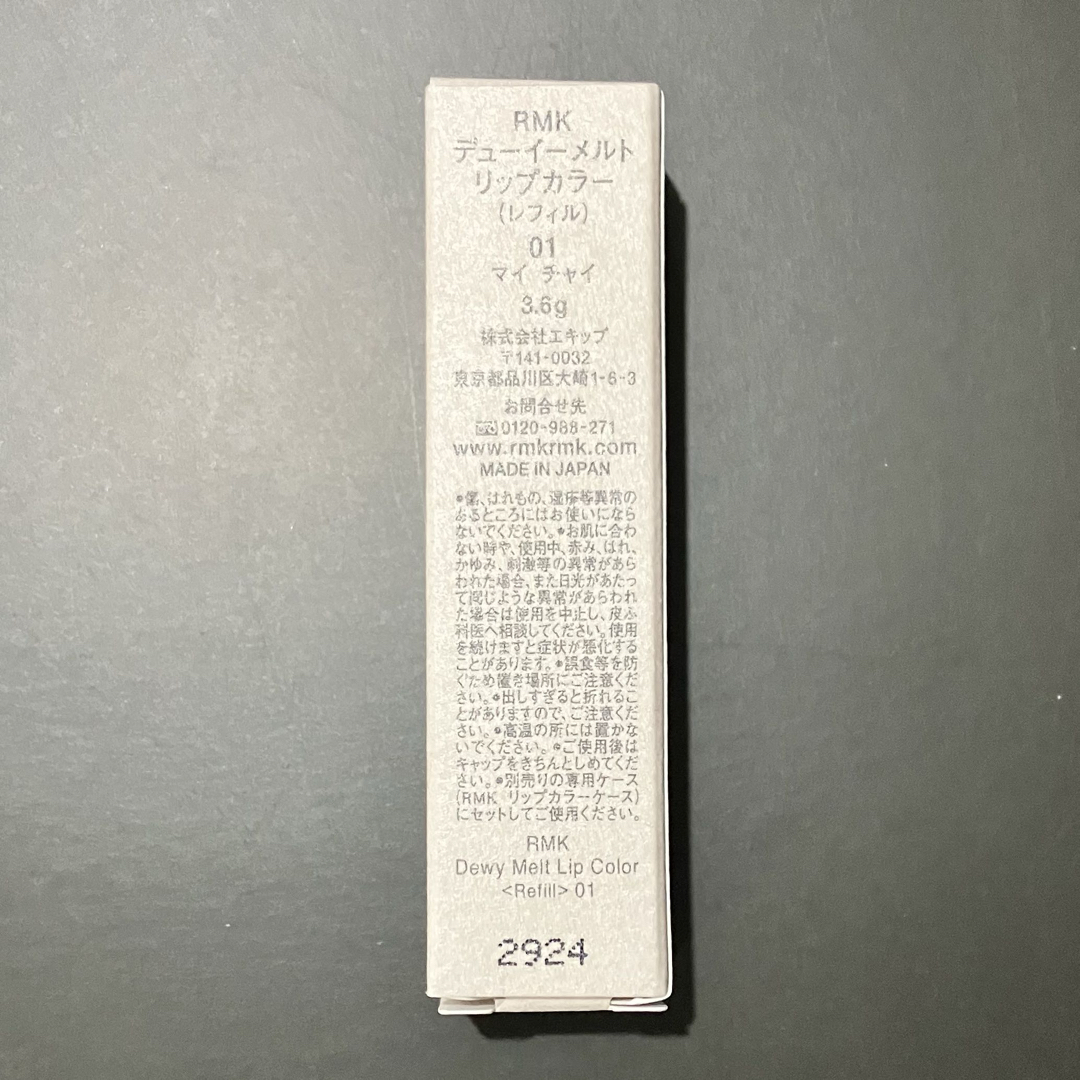 RMK
デューイーメルト
リップカラー
(レフィル)
01
マイ チャイ
3.6g
株式会社エキップ
〒141-0032
東京都品川区大崎1-6-3
お問合せ先
0120-988-271
www.rmkrmk.com
MADE IN JAPAN
●傷、はれもの、湿疹等異常の
あるところにはお使いになら
ないでください。●お肌に合わ
ない時や、使用中、赤み、はれ、
かゆみ、刺激等の異常があら
われた場合、また日光があたっ
て同じような異常があらわれ
た場合は使用を中止し、皮ふ
科医へ相談してください。使用
を続けますと症状が悪化する
ことがあります。●誤食等を防
ぐため置き場所にご注意くだ
さい。●出しすぎると折れるこ
とがありますので、ご注意くだ
さい。●高温の所には置かな
いでください。●ご使用後は
キャップをきちんとしめてくだ
さい。●別売りの専用ケース
(RMK リップカラーケース)
にセットしてご使用ください。
RMK
Dewy Melt Lip Color
<Refill> 01
2924